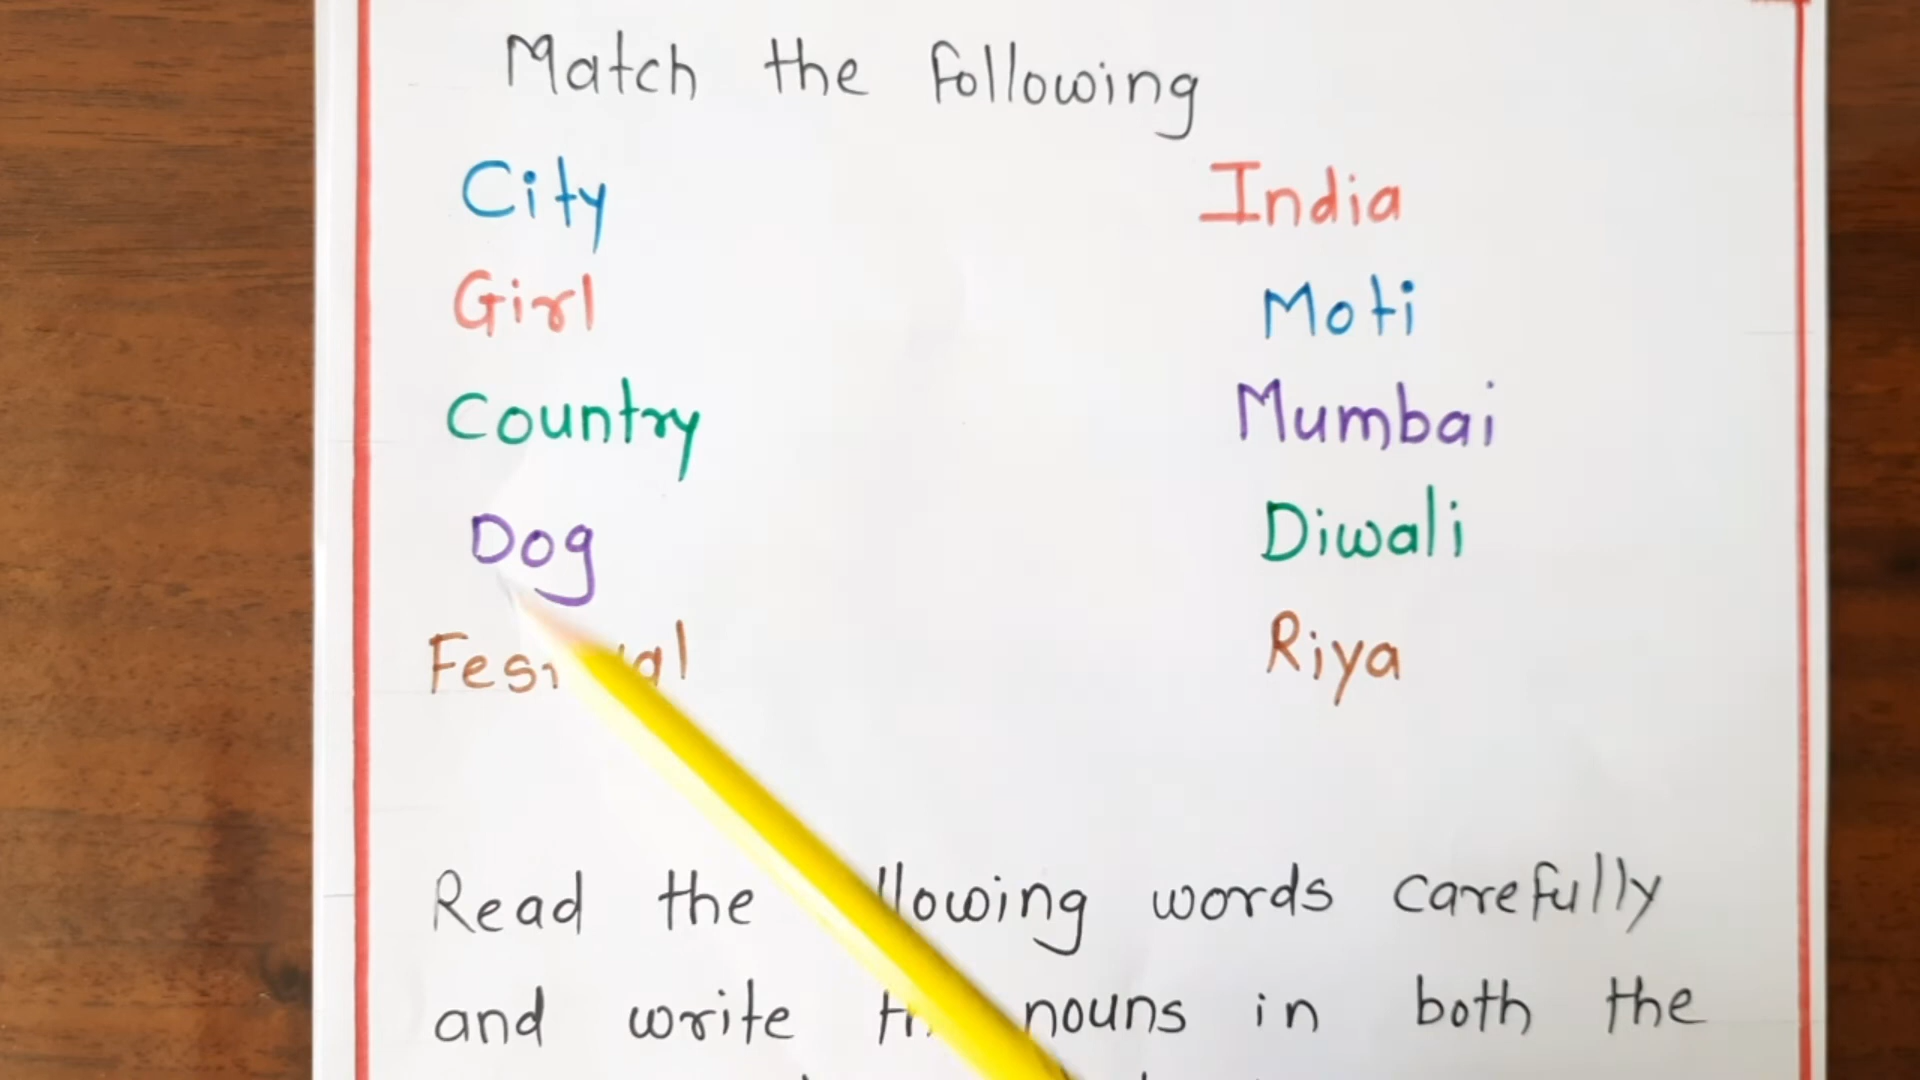 Match the Following
City India
Girl Moti
Country Mumbai
Dog Diwali
Riya
Read the words carefully
and write nouns in both the